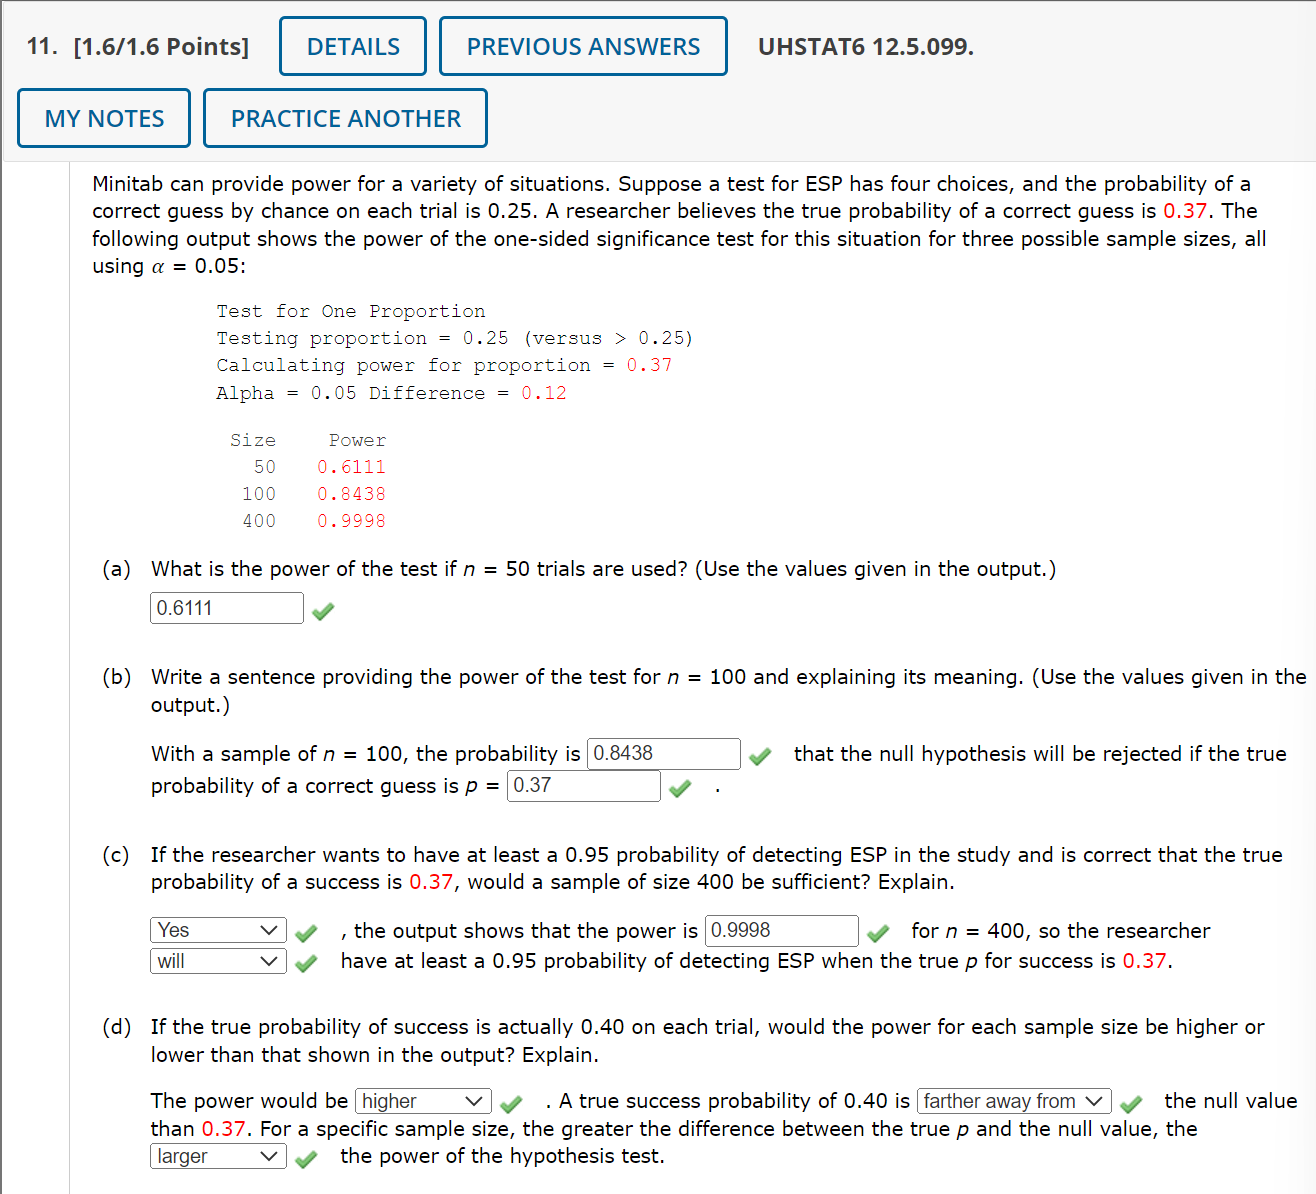 11. [1.6/1.6 Points] DETAILS PREVIOUS ANSWERS UHSTAT6 12.5.099.
MY NOTES PRACTICE ANOTHER
Minitab can provide power for a variety of situations. Suppose a test for ESP has four choices, and the probability of a
correct guess by chance on each trial is 0.25. A researcher believes the true probability of a correct guess is 0.37. The
following output shows the power of the one-sided significance test for this situation for three possible sample sizes, all
using α = 0.05:
Test for One Proportion
Testing proportion = 0.25 (versus > 0.25)
Calculating power for proportion = 0.37
Alpha = 0.05 Difference = 0.12
Size Power
50 0.6111
100 0.8438
400 0.9998
(a) What is the power of the test if n = 50 trials are used? (Use the values given in the output.)
0.6111
(b) Write a sentence providing the power of the test for n = 100 and explaining its meaning. (Use the values given in the
output.)
With a sample of n = 100, the probability is 0.8438 that the null hypothesis will be rejected if the true
probability of a correct guess is p = 0.37 .
(c) If the researcher wants to have at least a 0.95 probability of detecting ESP in the study and is correct that the true
probability of a success is 0.37, would a sample of size 400 be sufficient? Explain.
Yes , the output shows that the power is 0.9998 for n = 400, so the researcher
will have at least a 0.95 probability of detecting ESP when the true p for success is 0.37.
(d) If the true probability of success is actually 0.40 on each trial, would the power for each sample size be higher or
lower than that shown in the output? Explain.
The power would be higher . A true success probability of 0.40 is farther away from the null value
than 0.37. For a specific sample size, the greater the difference between the true p and the null value, the
larger the power of the hypothesis test.